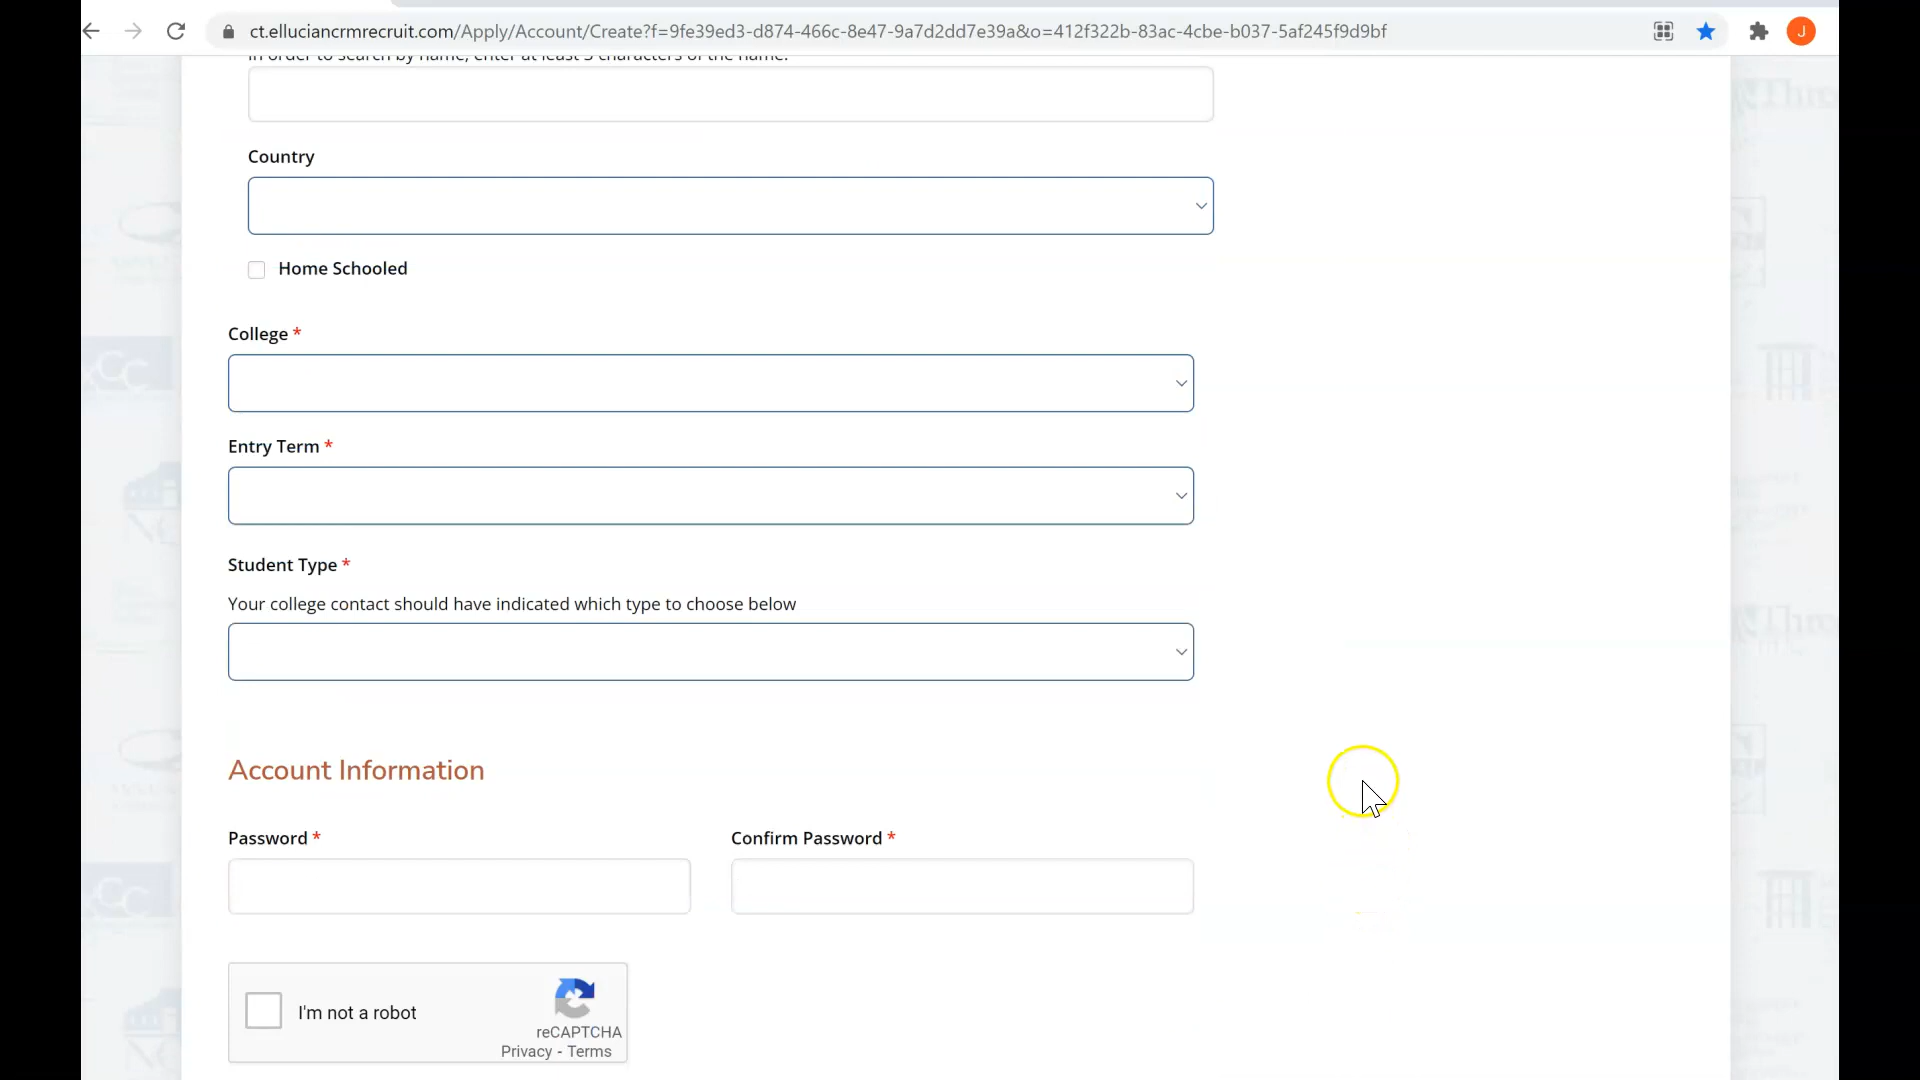 ct.elluciancrmrecruit.com/Apply/Account/Create?f=9fe39ed3-d874-466c-8e47-9a7d2dd7e39a&o=412f322b-83ac-4cbe-b037-5af245f9d9bf
J
In order to search by name, enter at least 3 characters of the name.
Country
Home Schooled
College *
Entry Term *
Student Type *
Your college contact should have indicated which type to choose below
Account Information
Password * Confirm Password *
I'm not a robot
reCAPTCHA
Privacy - Terms